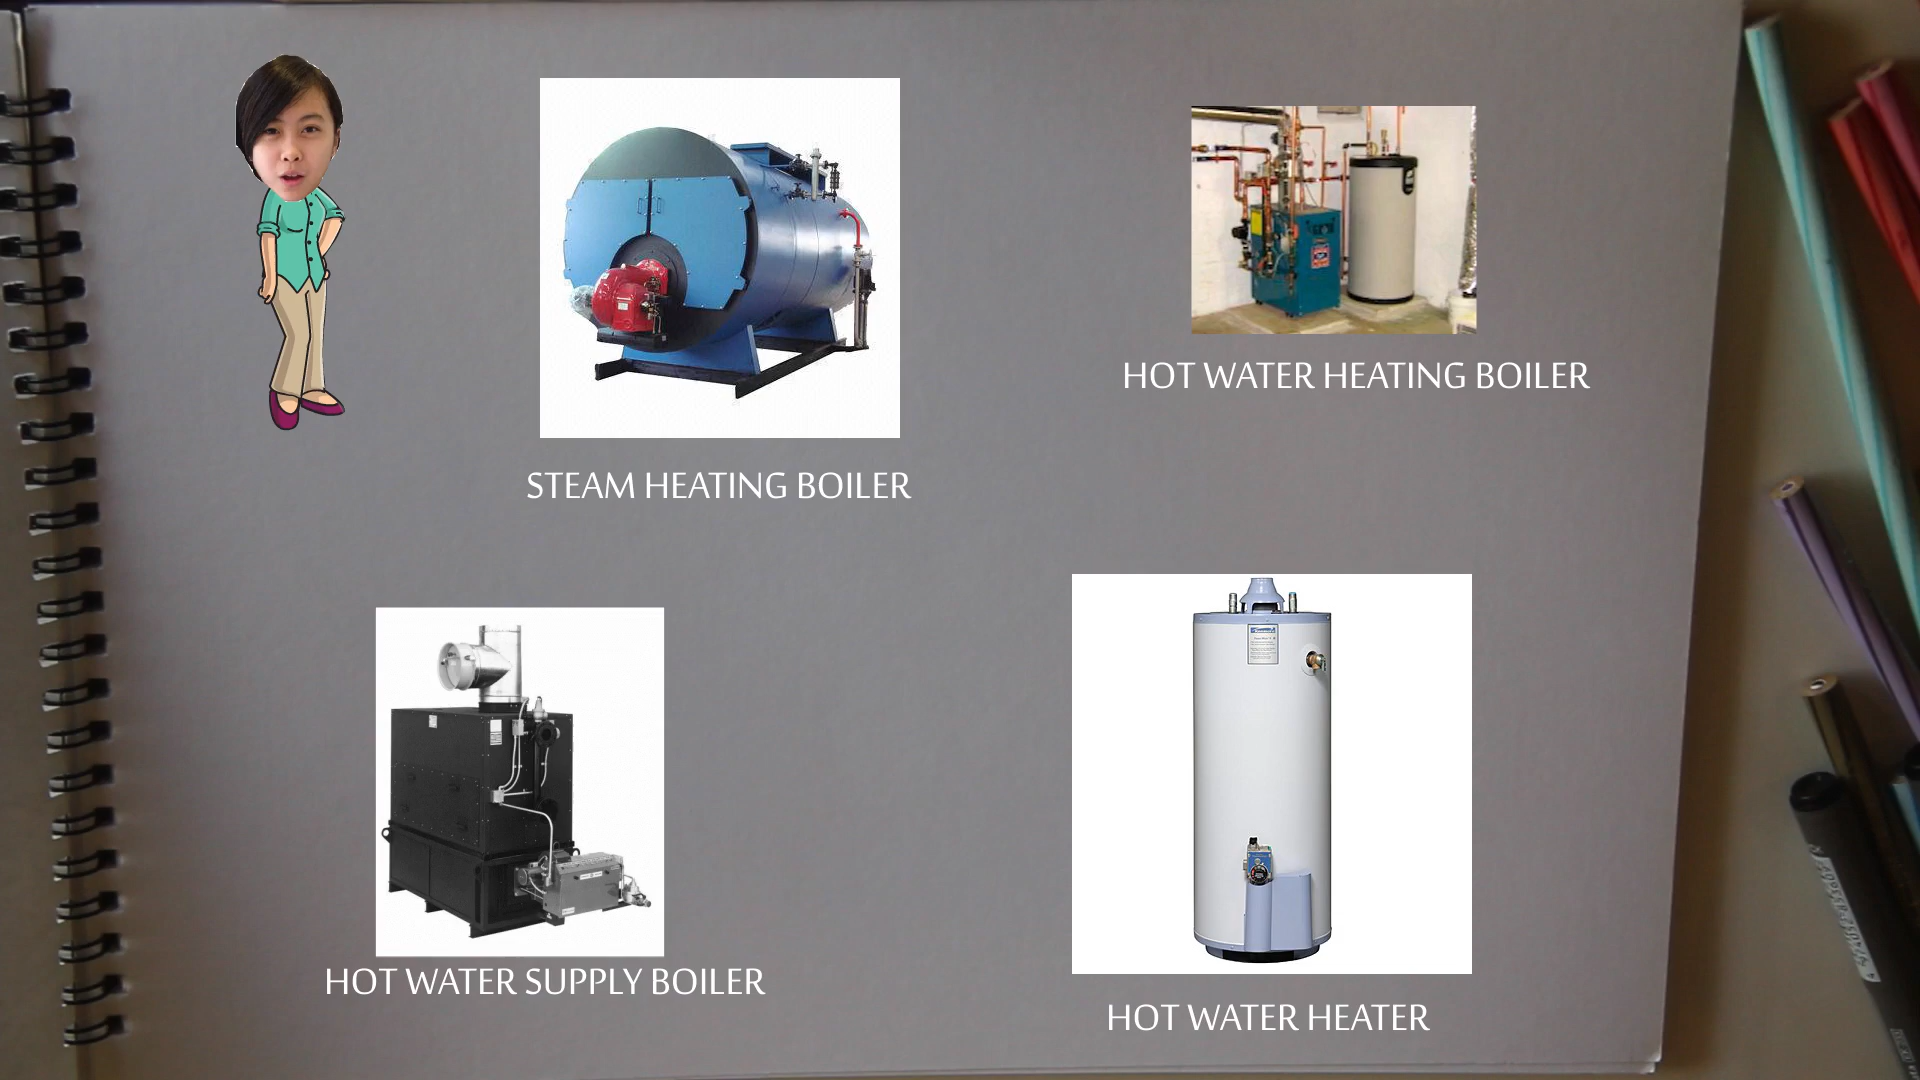 HOT WATER HEATING BOILER
STEAM HEATING BOILER
HOT WATER SUPPLY BOILER
HOT WATER HEATER